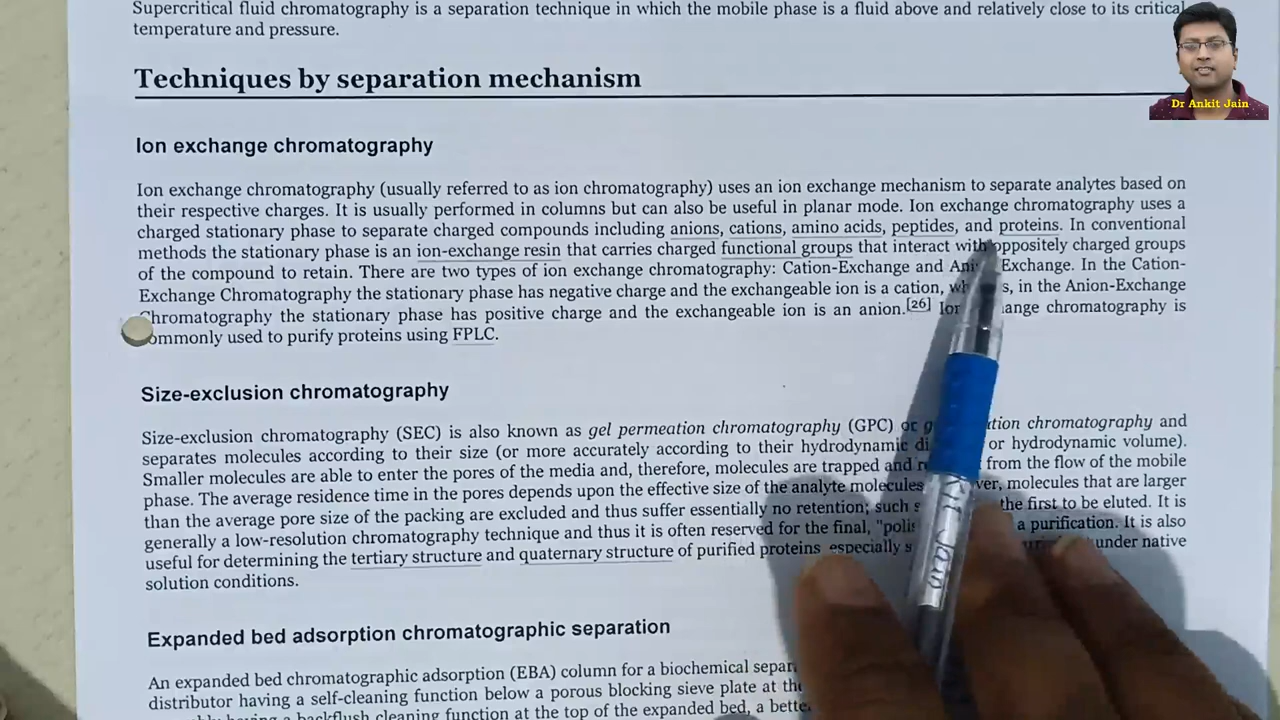 Supercritical fluid chromatography is a separation technique in which the mobile phase is a fluid above and relatively close to its critical
temperature and pressure.
Techniques by separation mechanism
Dr Ankit Jain
Ion exchange chromatography
Ion exchange chromatography (usually referred to as ion chromatography) uses an ion exchange mechanism to separate analytes based on
their respective charges. It is usually performed in columns but can also be useful in planar mode. Ion exchange chromatography uses a
charged stationary phase to separate charged compounds including anions, cations, amino acids, peptides, and proteins. In conventional
methods the stationary phase is an ion-exchange resin that carries charged functional groups that interact with oppositely charged groups
of the compound to retain. There are two types of ion exchange chromatography: Cation-Exchange and Exchange. In the Cation-
Exchange Chromatography the stationary phase has negative charge and the exchangeable ion is a cation, in the Anion-Exchange
Chromatography the stationary phase has positive charge and the exchangeable ion is an anion.[26] chromatography is
commonly used to purify proteins using FPLC.
Size-exclusion chromatography
Size-exclusion chromatography (SEC) is also known as gel permeation chromatography (GPC) or chromatography and
separates molecules according to their size (or more accurately according to their hydrodynamic or hydrodynamic volume).
Smaller molecules are able to enter the pores of the media and, therefore, molecules are trapped and from the flow of the mobile
phase. The average residence time in the pores depends upon the effective size of the analyte molecules. molecules that are larger
than the average pore size of the packing are excluded and thus suffer essentially no retention; such the first to be eluted. It is
generally a low-resolution chromatography technique and thus it is often reserved for the final, a purification. It is also
useful for determining the tertiary structure and quaternary structure of purified proteins, especially under native
solution conditions.
Expanded bed adsorption chromatographic separation
An expanded bed chromatographic adsorption (EBA) column for a biochemical
distributor having a self-cleaning function below a porous blocking sieve plate at the
having a backflush cleaning function at the top of the expanded bed, a